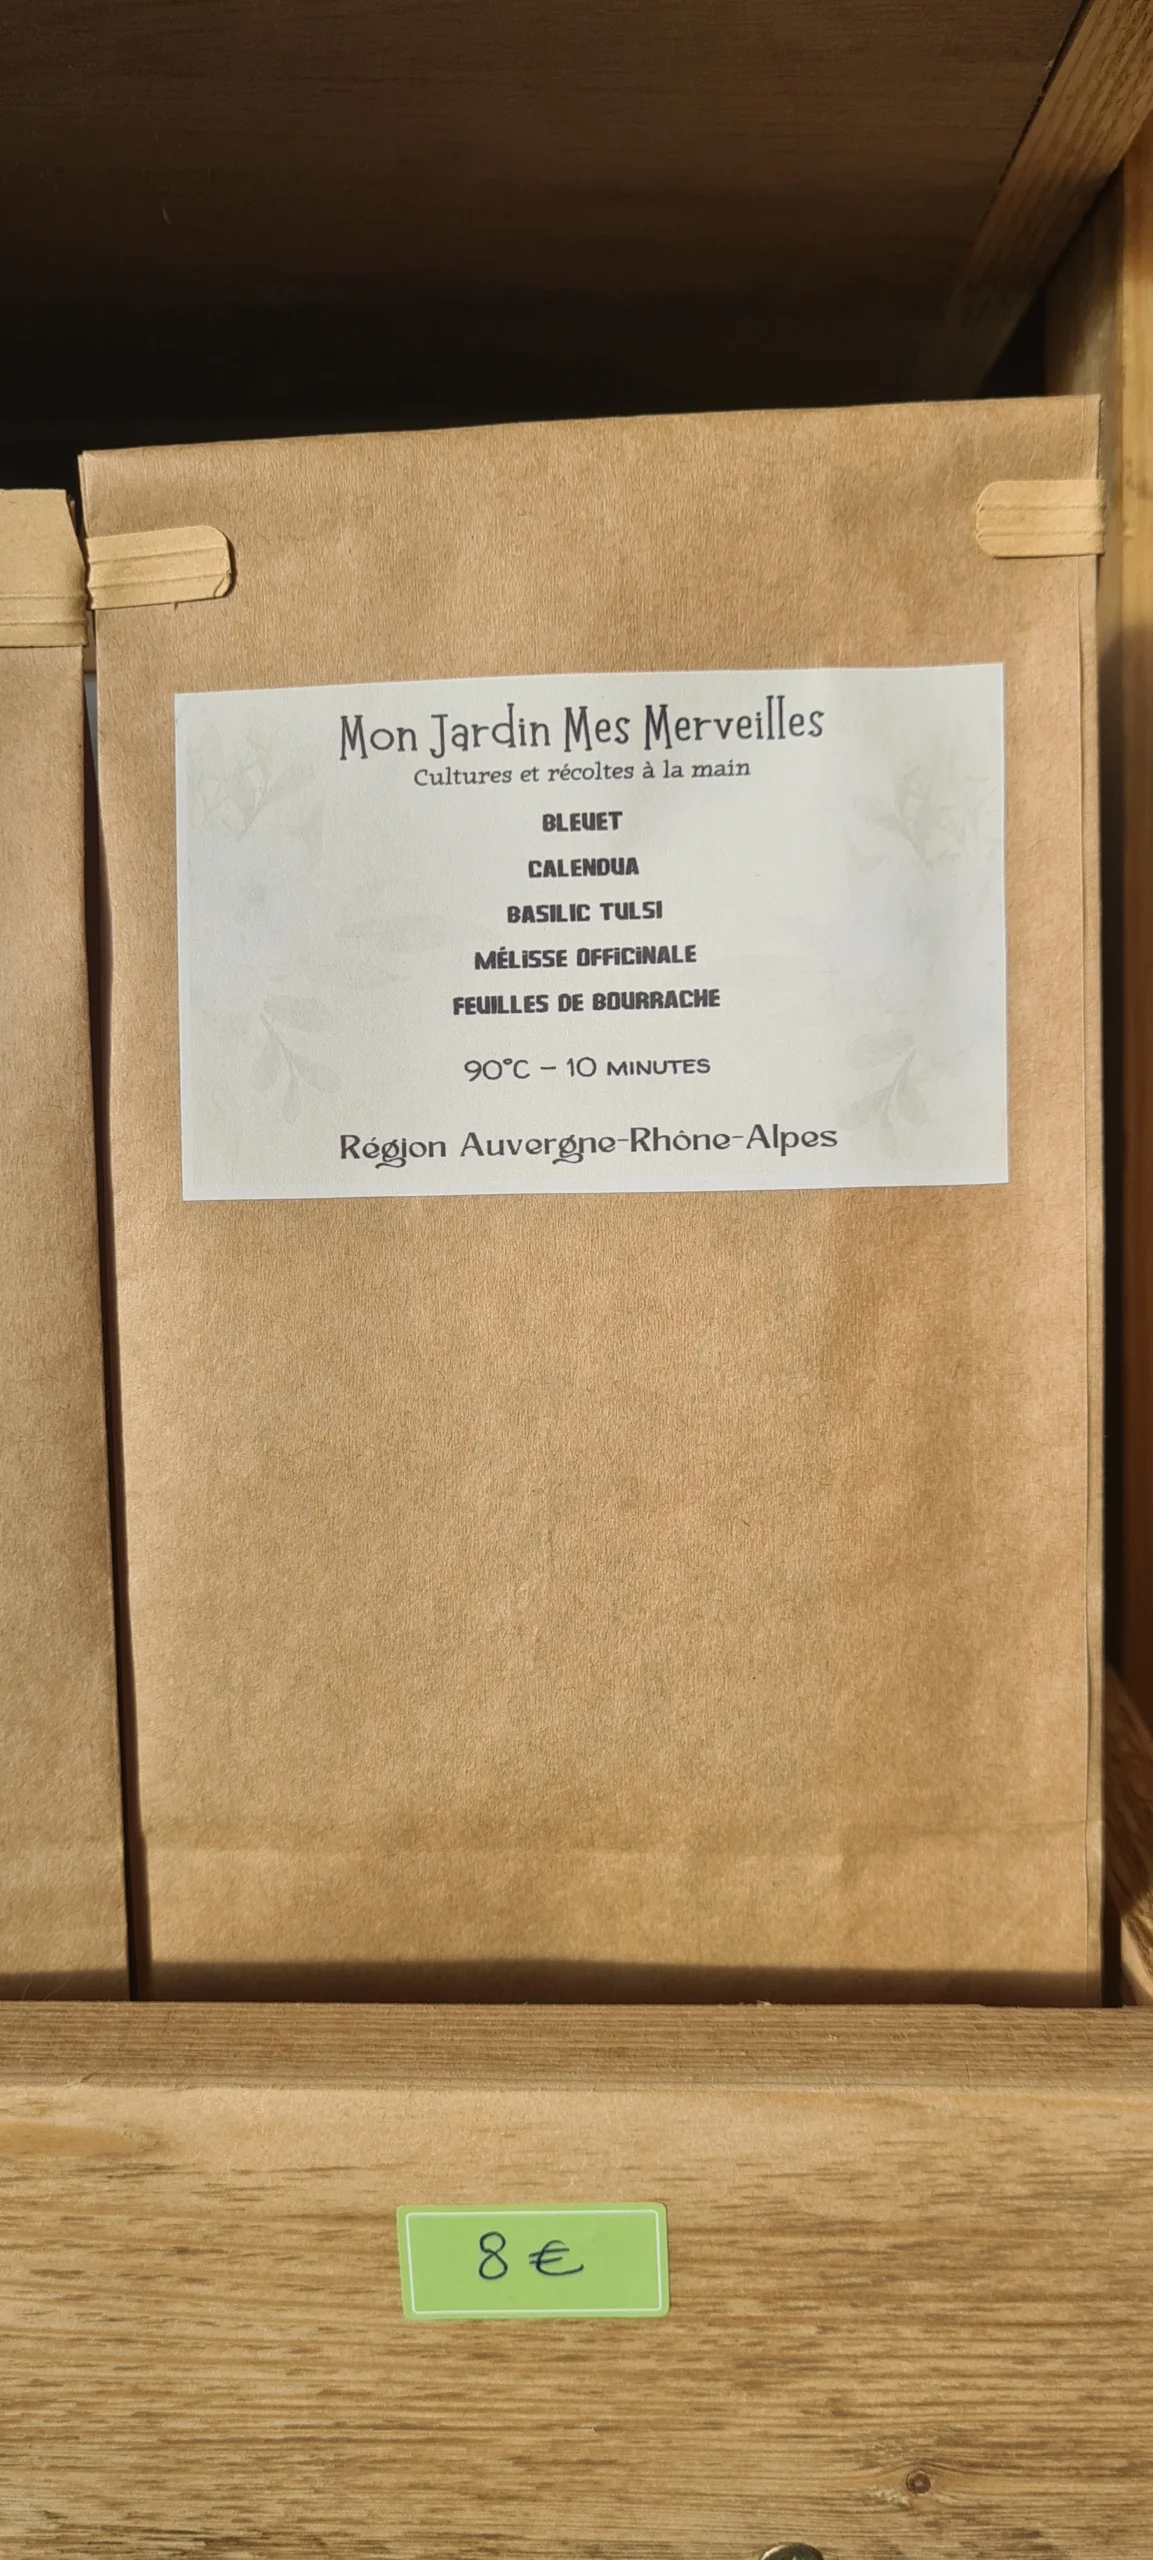 Mon Jardin Mes Merveilles
Cultures et récoltes à la main
BLEUET
CALENDUA
BASILIC TULSI
MÉLISSE OFFICINALE
FEUILLES DE BOURRACHE
90°C – 10 MINUTES
Région Auvergne-Rhône-Alpes
8 €